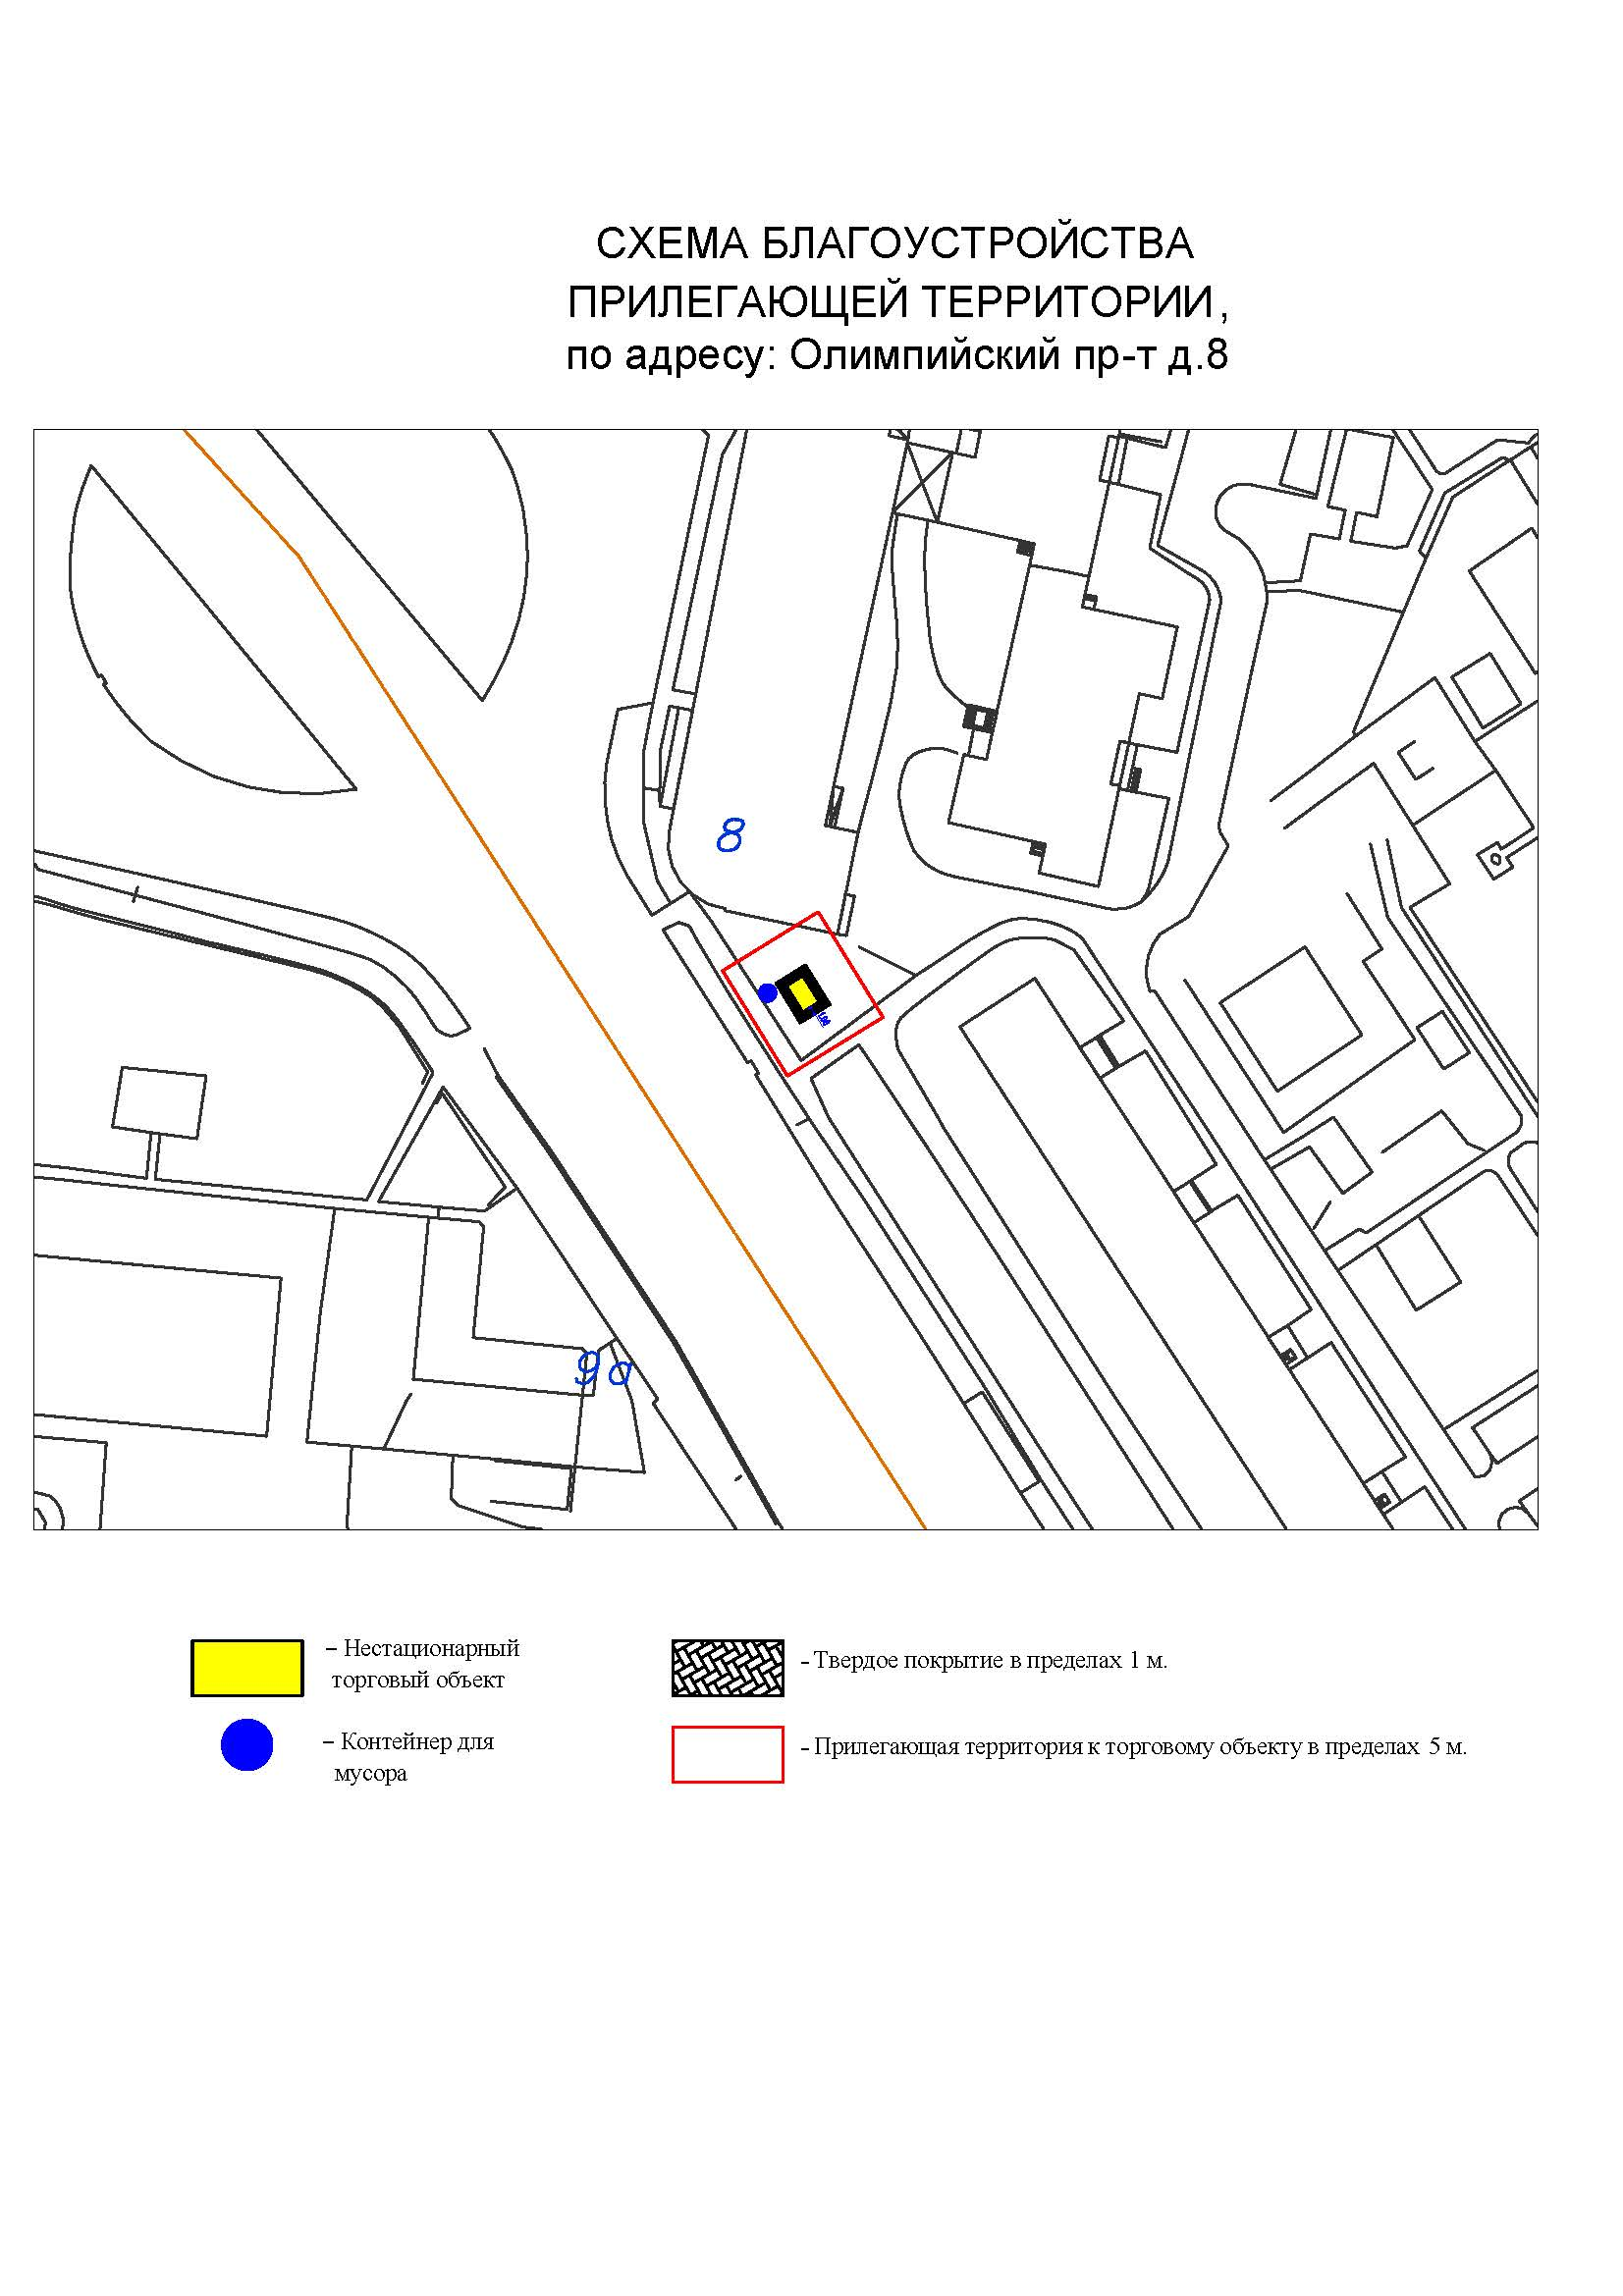 СХЕМА БЛАГОУСТРОЙСТВА
ПРИЛЕГАЮЩЕЙ ТЕРРИТОРИИ,
по адресу: Олимпийский пр-т д.8
8
9а
– Нестационарный
торговый объект
– Твердое покрытие в пределах 1 м.
– Контейнер для
мусора
– Прилегающая территория к торговому объекту в пределах 5 м.